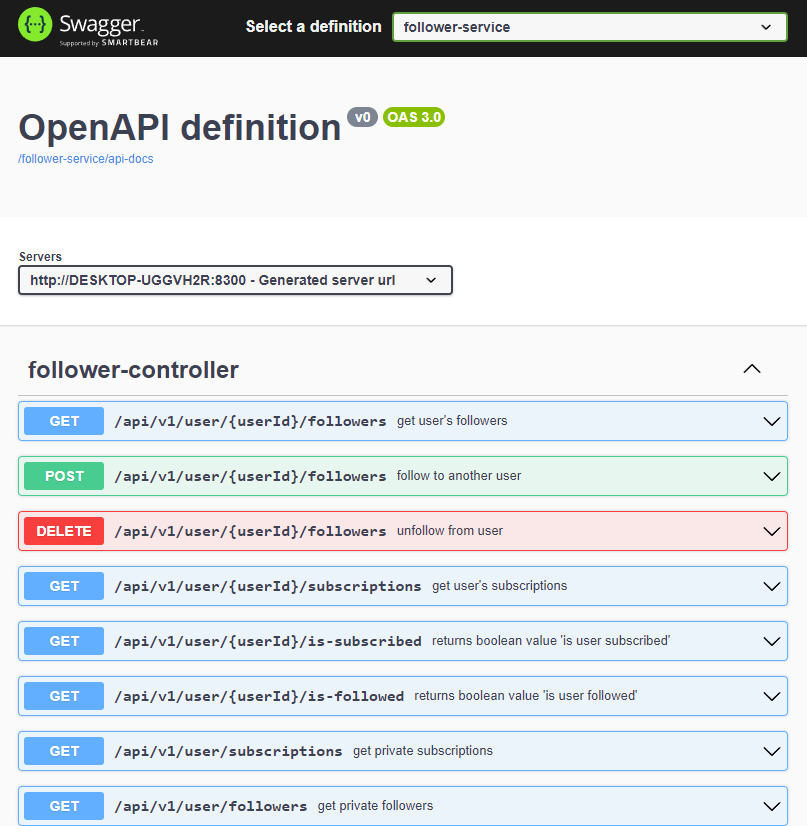 {···} Swagger.
Supported by SMARTBEAR
Select a definition
follower-service
OpenAPI definition v0 OAS 3.0
/follower-service/api-docs
Servers
http://DESKTOP-UGGVH2R:8300 - Generated server url
follower-controller
GET /api/v1/user/{userId}/followers get user's followers
POST /api/v1/user/{userId}/followers follow to another user
DELETE /api/v1/user/{userId}/followers unfollow from user
GET /api/v1/user/{userId}/subscriptions get user's subscriptions
GET /api/v1/user/{userId}/is-subscribed returns boolean value 'is user subscribed'
GET /api/v1/user/{userId}/is-followed returns boolean value 'is user followed'
GET /api/v1/user/subscriptions get private subscriptions
GET /api/v1/user/followers get private followers